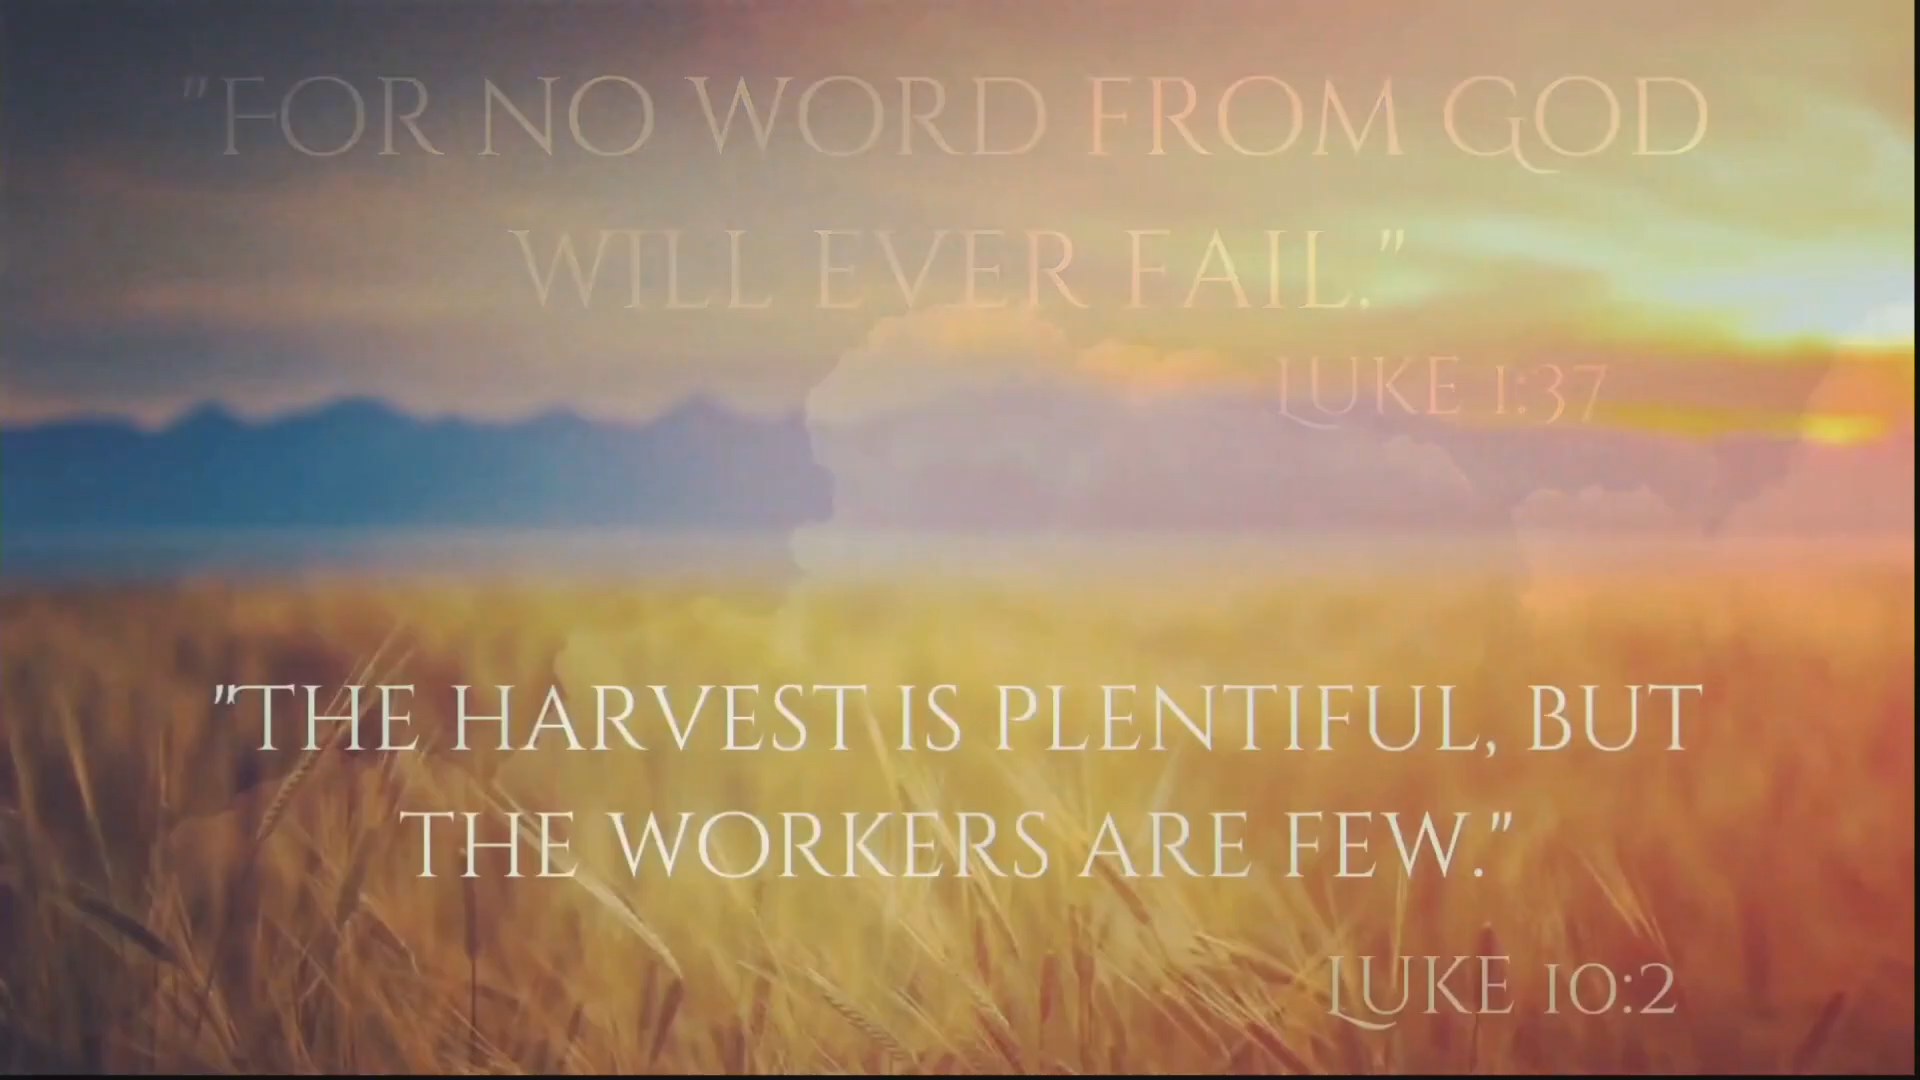 "FOR NO WORD FROM GOD
WILL EVER FAIL."
LUKE 1:37
"THE HARVEST IS PLENTIFUL, BUT
THE WORKERS ARE FEW."
LUKE 10:2